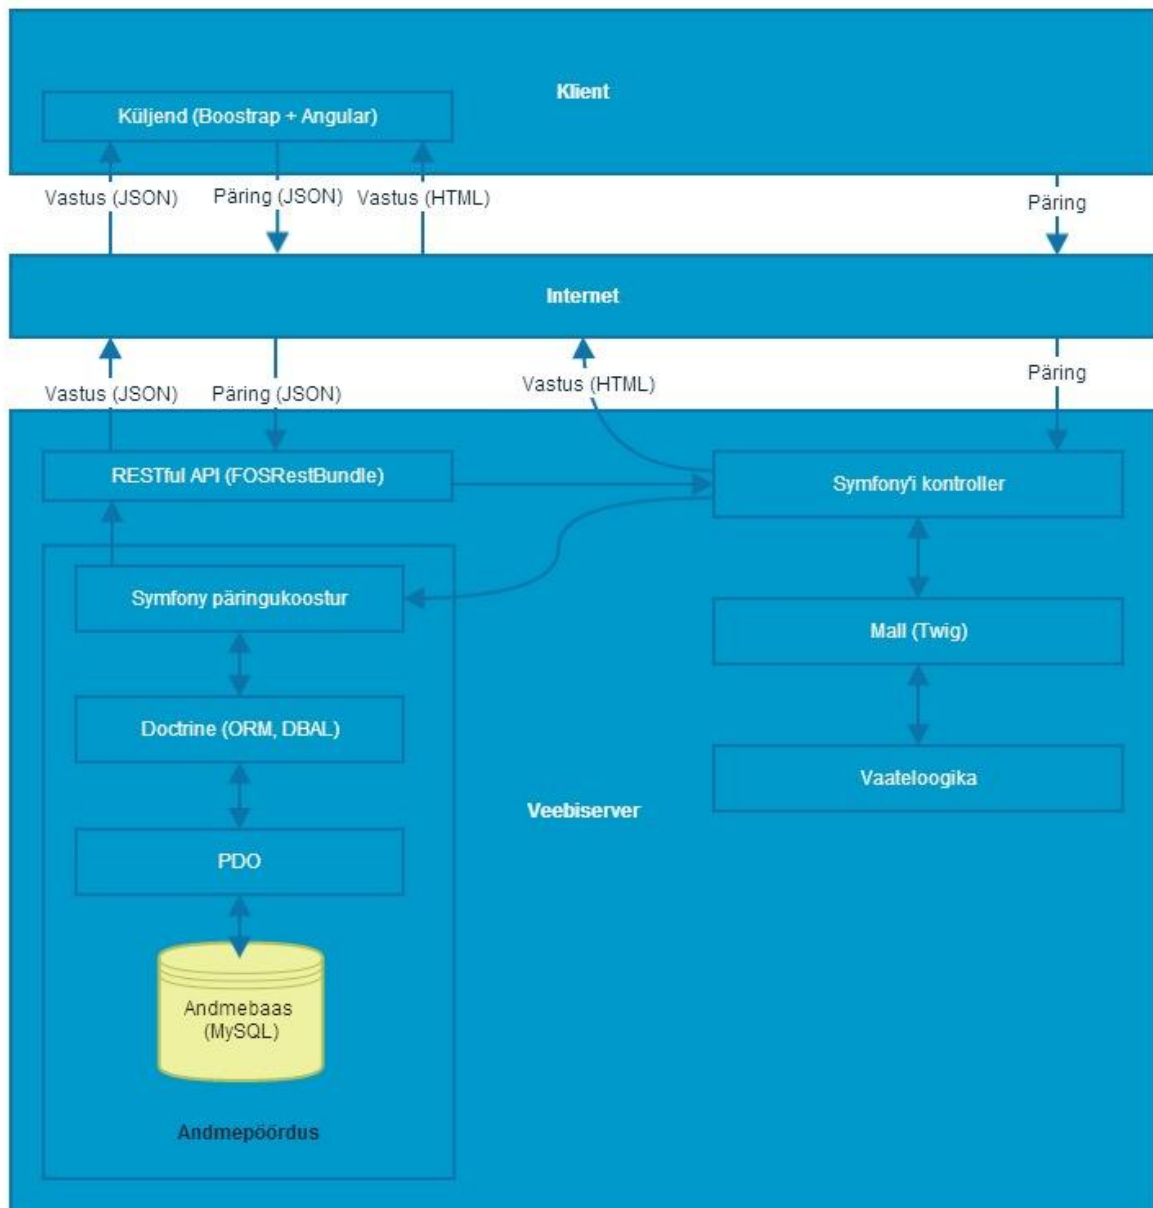 Klient
Küljend (Boostrap + Angular)
Vastus (JSON)
Päring (JSON)
Vastus (HTML)
Päring
Internet
Vastus (JSON)
Päring (JSON)
Vastus (HTML)
Päring
RESTful API (FOSRestBundle)
Symfony'i kontroller
Symfony päringukoostur
Mall (Twig)
Doctrine (ORM, DBAL)
Vaateloogika
Veebiserver
PDO
Andmebaas
(MySQL)
Andmepöördus